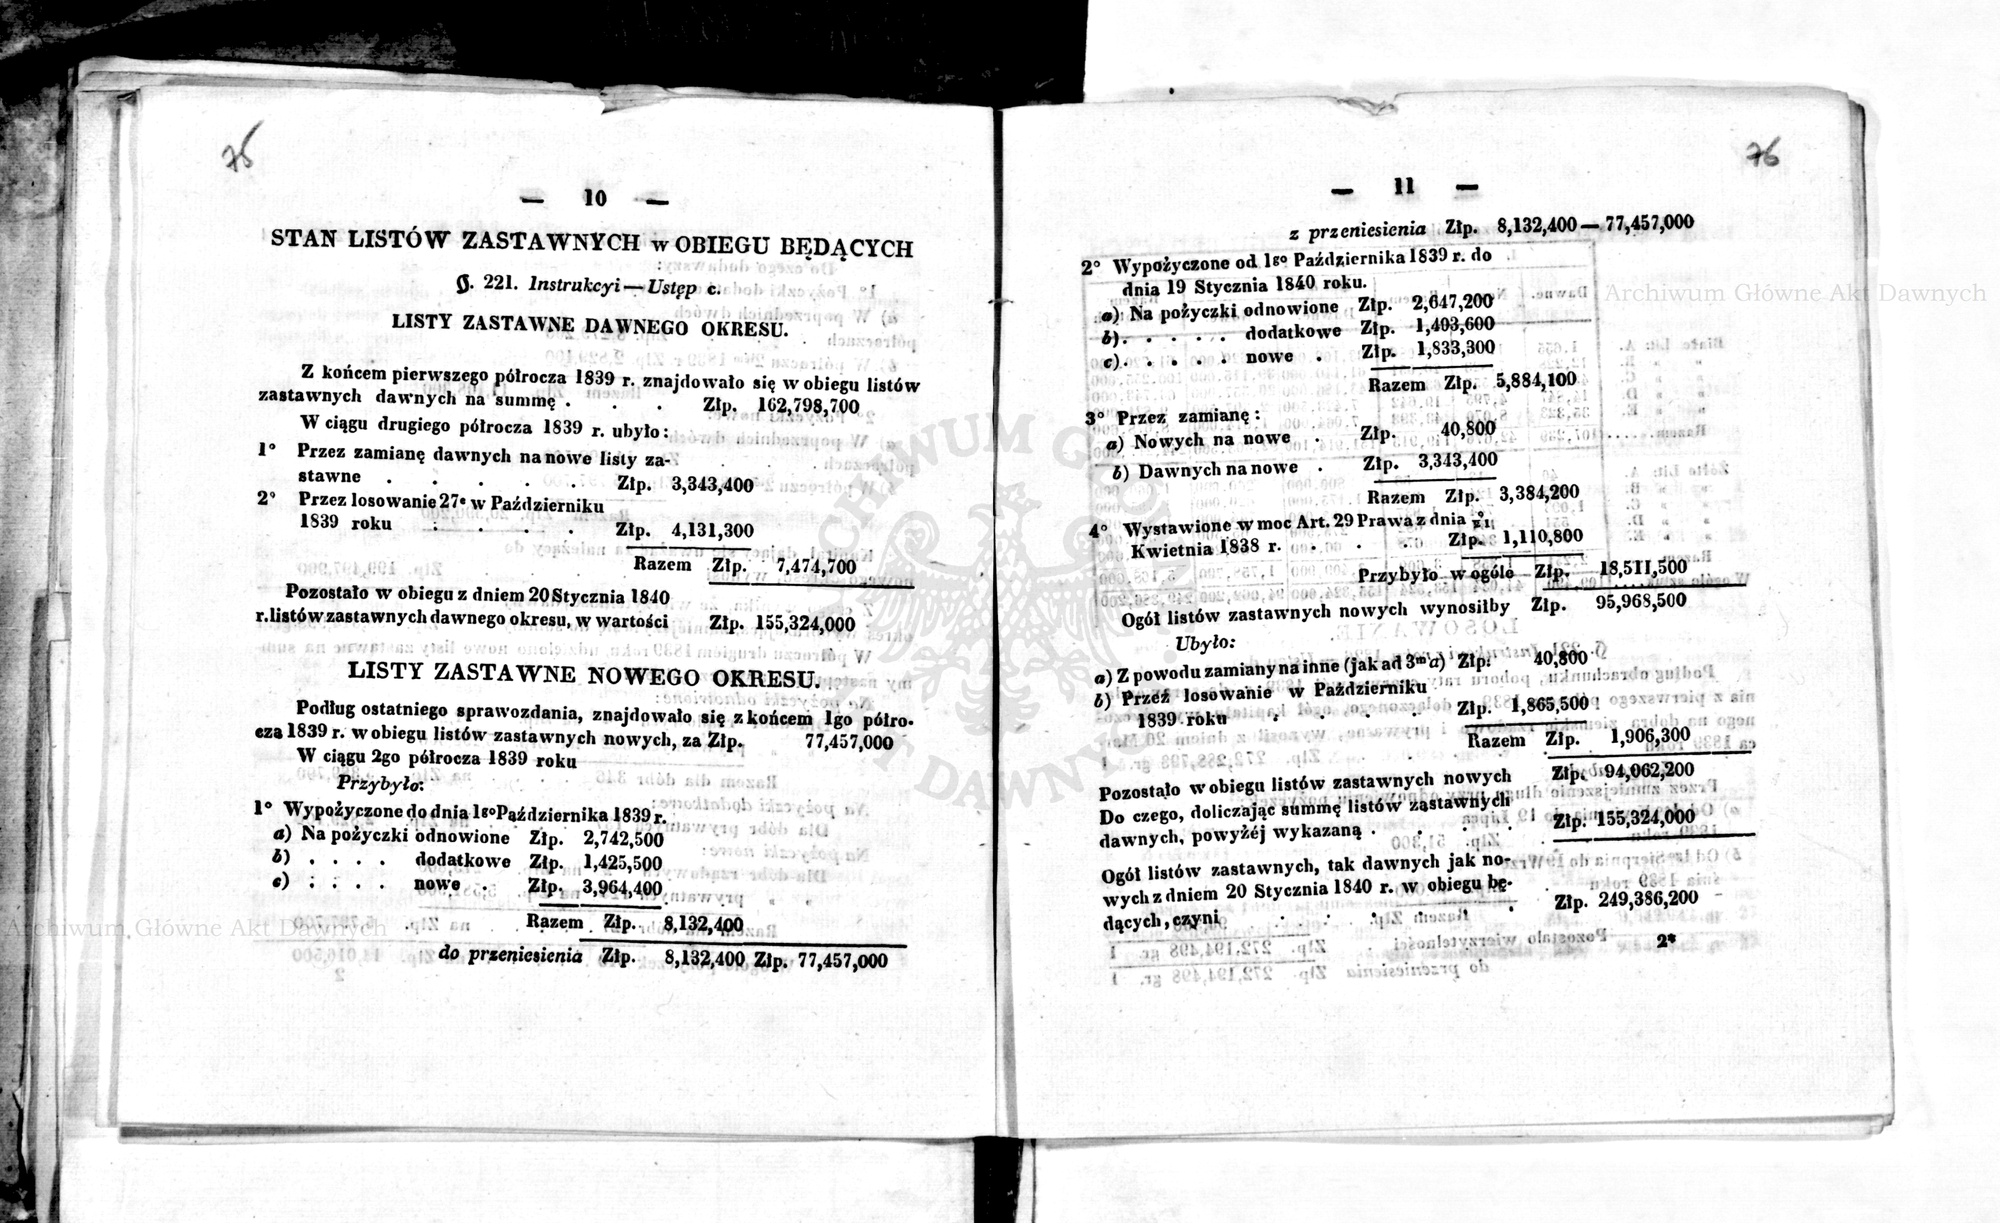 75
— 10 —
STAN LISTÓW ZASTAWNYCH w OBIEGU BĘDĄCYCH
§. 221. Instrukcyi — Ustęp c.
LISTY ZASTAWNE DAWNEGO OKRESU.
Z końcem pierwszego półrocza 1839 r. znajdowało się w obiegu listów
zastawnych dawnych na summę . . . Złp. 162,798,700
W ciągu drugiego półrocza 1839 r. ubyło:
1° Przez zamianę dawnych na nowe listy za-
stawne . . . . . Złp. 3,343,400
2° Przez losowanie 27e w Październiku
1839 roku . . . . Złp. 4,131,300
Razem Złp. 7,474,700
Pozostało w obiegu z dniem 20 Stycznia 1840
r. listów zastawnych dawnego okresu, w wartości Złp. 155,324,000
LISTY ZASTAWNE NOWEGO OKRESU.
Podług ostatniego sprawozdania, znajdowało się z końcem 1go półro-
cza 1839 r. w obiegu listów zastawnych nowych, za Złp. 77,457,000
W ciągu 2go półrocza 1839 roku
Przybyło:
1° Wypożyczone do dnia 1go Października 1839 r.
a) Na pożyczki odnowione Złp. 2,742,500
b) . . . . dodatkowe Złp. 1,425,500
c) . . . . nowe . Złp. 3,964,400
Razem Złp. 8,132,400
do przeniesienia Złp. 8,132,400 Złp. 77,457,000
76
— 11 —
z przeniesienia Złp. 8,132,400 — 77,457,000
2° Wypożyczone od 1go Października 1839 r. do
dnia 19 Stycznia 1840 roku.
a) Na pożyczki odnowione Złp. 2,647,200
b) . . . . . dodatkowe Złp. 1,403,600
c) . . . . . nowe . Złp. 1,833,300
Razem Złp. 5,884,100
3° Przez zamianę:
a) Nowych na nowe . Złp. 40,800
b) Dawnych na nowe . Złp. 3,343,400
Razem Złp. 3,384,200
4° Wystawione w moc Art. 29 Prawa z dnia 9/21
Kwietnia 1838 r. . . . Złp. 1,110,800
Przybyło w ogóle Złp. 18,511,500
Ogół listów zastawnych nowych wynosiłby Złp. 95,968,500
Ubyło:
a) Z powodu zamiany na inne (jak ad 3m a) Złp. 40,800
b) Przez losowanie w Październiku
1839 roku . . . . Złp. 1,865,500
Razem Złp. 1,906,300
Pozostało w obiegu listów zastawnych nowych Złp. 94,062,200
Do czego, doliczając summę listów zastawnych
dawnych, powyżéj wykazaną . . . . Złp. 155,324,000
Ogół listów zastawnych, tak dawnych jak no-
wych z dniem 20 Stycznia 1840 r. w obiegu bę-
dących, czyni . . . . . Złp. 249,386,200
2*
Archiwum Główne Akt Dawnych
Archiwum Główne Akt Dawnych
ARCHIWUM GŁÓWNE AKT DAWNYCH